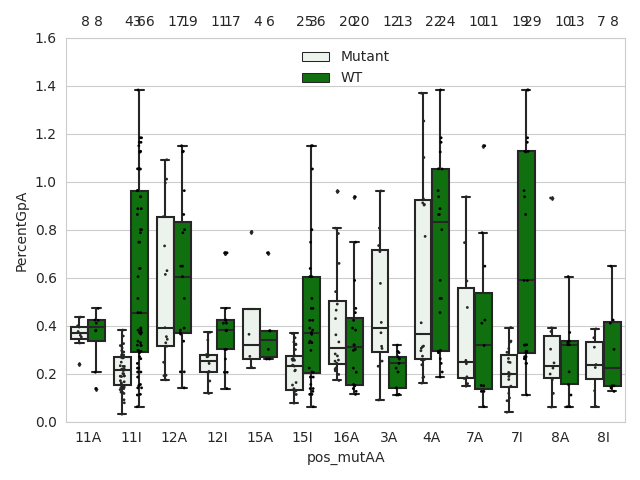 8 8 43 66 17 19 11 17 4 6 25 36 20 20 12 13 22 24 10 11 19 29 10 13 7 8
Mutant
WT
1.6
1.4
1.2
1.0
0.8
0.6
0.4
0.2
0.0
PercentGpA
11A 11I 12A 12I 15A 15I 16A 3A 4A 7A 7I 8A 8I
pos_mutAA